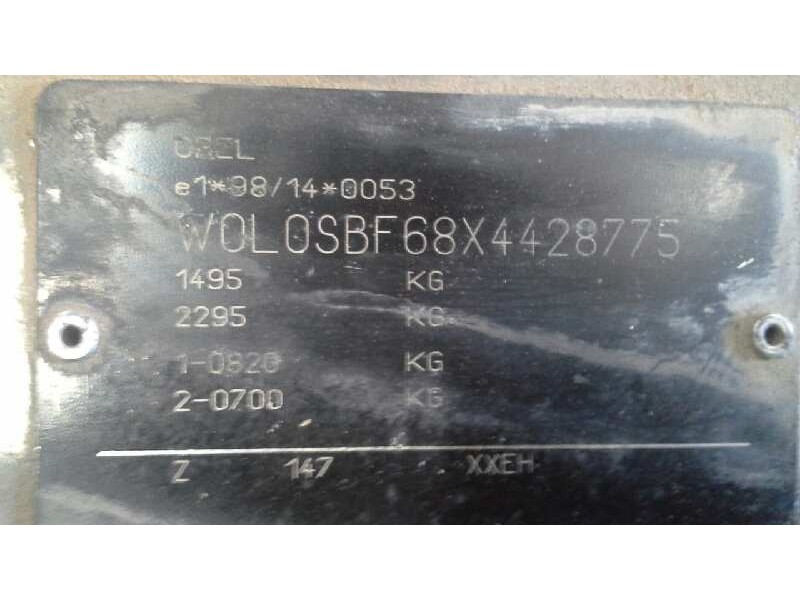 OPEL
e1*98/14*0053
W0L0SBF68X4428775
1495 KG
2295 KG
1-0820 KG
2-0700 KG
Z 147 XXEH